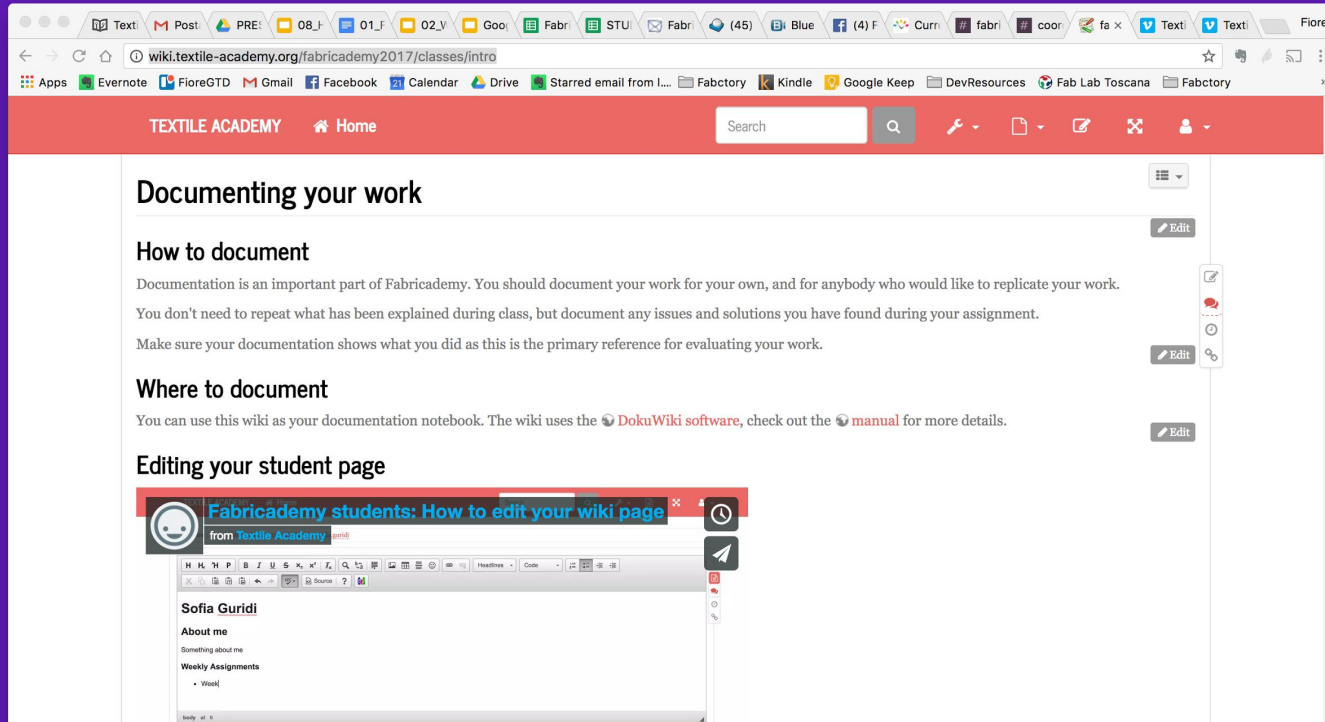 Texti
M Posta
PRES
08_H
01_F
02_V
Goog
Fabri
STU
Fabri
(45)
Blue
(4) F
Curr
# fabri
# coor
fa ×
Texti
Texti
Fiore
wiki.textile-academy.org/fabricademy2017/classes/intro
Apps
Evernote
FioreGTD
Gmail
Facebook
Calendar
Drive
Starred email from I....
Fabctory
Kindle
Google Keep
DevResources
Fab Lab Toscana
Fabctory
TEXTILE ACADEMY
Home
Search
Documenting your work
Edit
How to document
Documentation is an important part of Fabricademy. You should document your work for your own, and for anybody who would like to replicate your work.
You don't need to repeat what has been explained during class, but document any issues and solutions you have found during your assignment.
Make sure your documentation shows what you did as this is the primary reference for evaluating your work.
Edit
Where to document
You can use this wiki as your documentation notebook. The wiki uses the DokuWiki software, check out the manual for more details.
Edit
Editing your student page
Fabricademy students: How to edit your wiki page
from Textile Academy
guridi
Headlines
Code
Source
Sofia Guridi
About me
Something about me
Weekly Assignments
• Week
body ul li